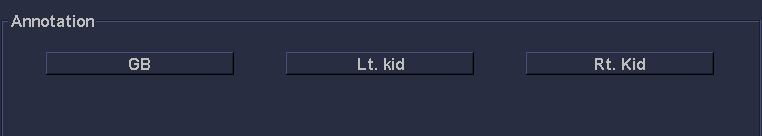 Annotation
GB Lt. kid Rt. Kid